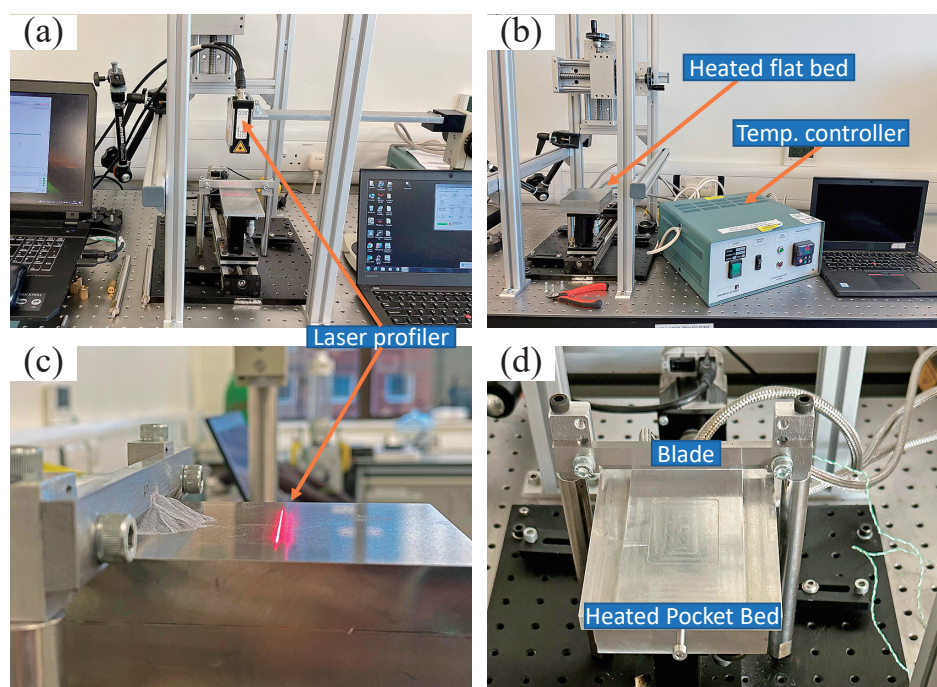 (a)
(b)
Heated flat bed
Temp. controller
Laser profiler
(c)
(d)
Blade
Heated Pocket Bed